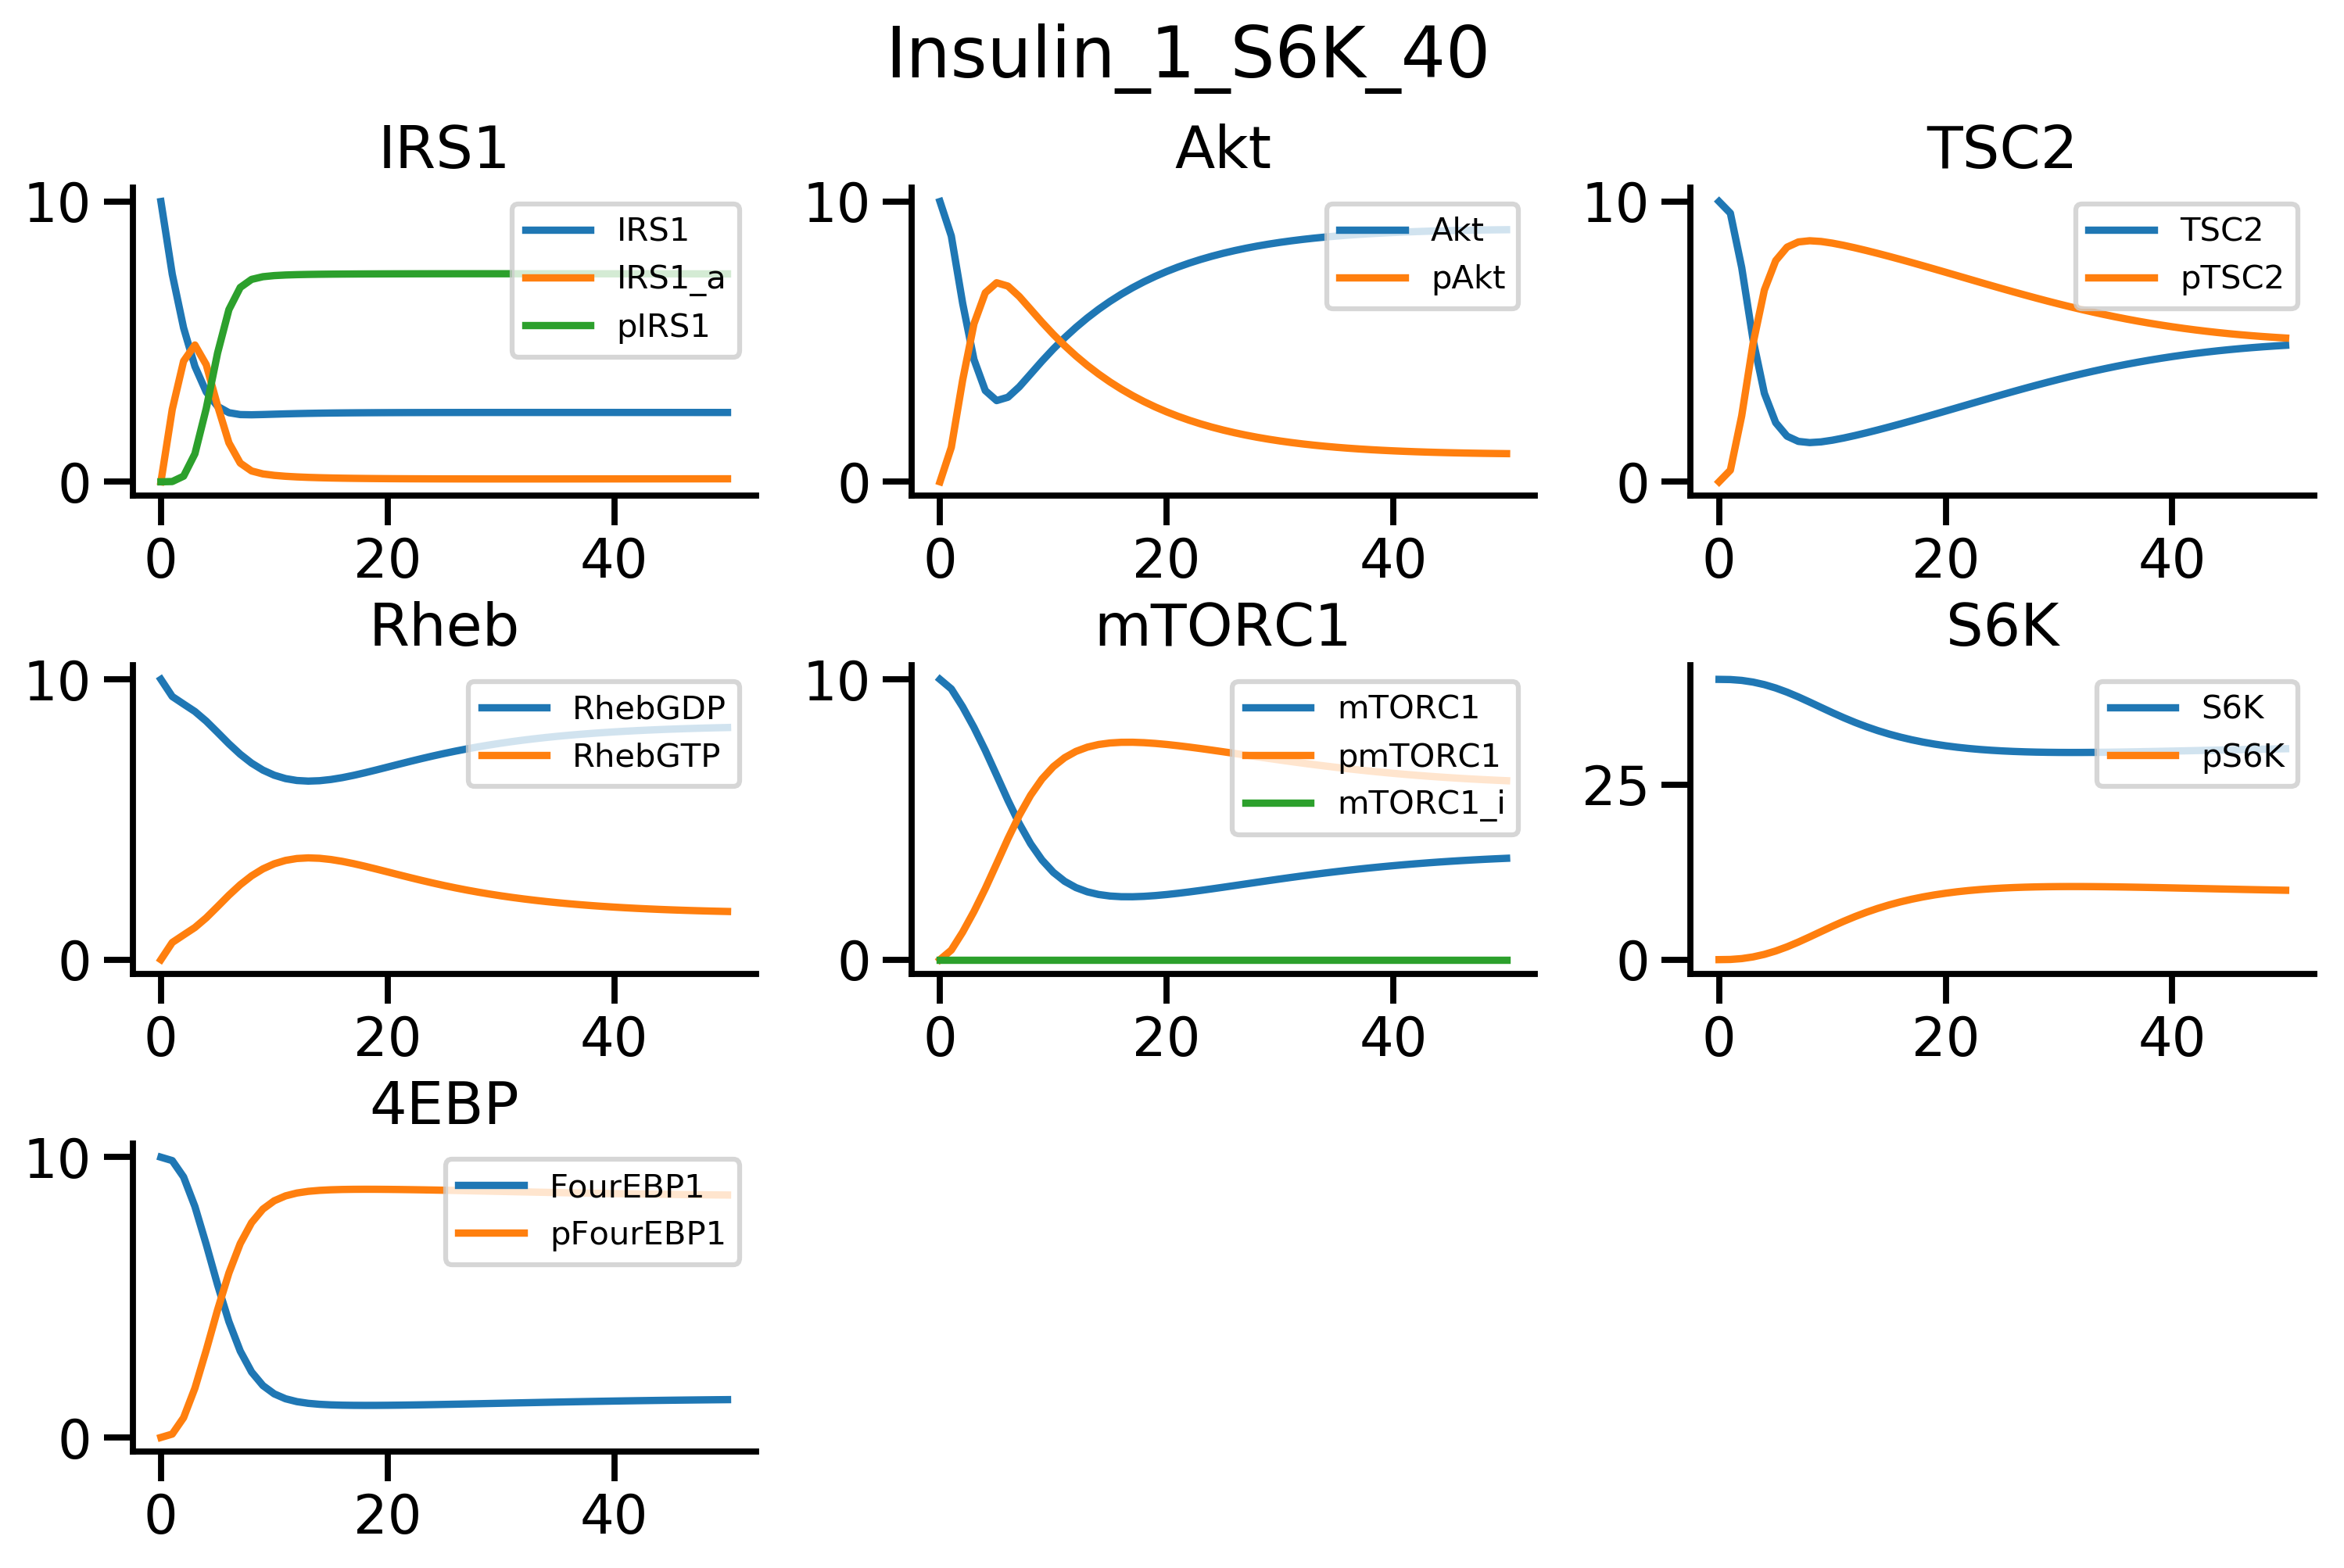 Insulin_1_S6K_40
IRS1
10
0
0 20 40
IRS1
IRS1_a
pIRS1
Akt
10
0
0 20 40
Akt
pAkt
TSC2
10
0
0 20 40
TSC2
pTSC2
Rheb
10
0
0 20 40
RhebGDP
RhebGTP
mTORC1
10
0
0 20 40
mTORC1
pmTORC1
mTORC1_i
S6K
25
0
0 20 40
S6K
pS6K
4EBP
10
0
0 20 40
FourEBP1
pFourEBP1